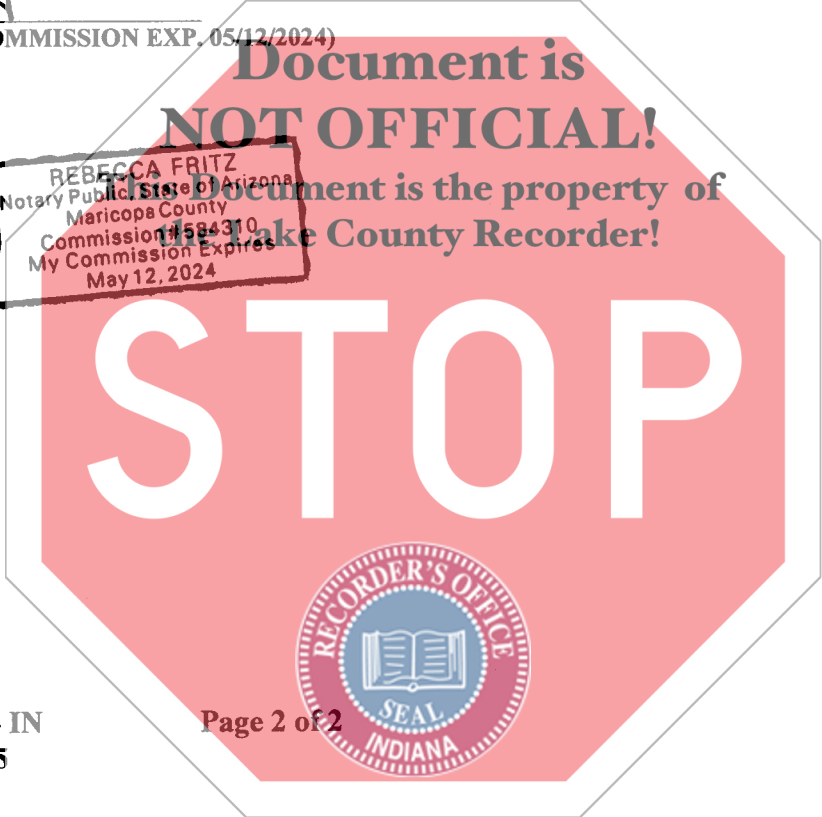 MMISSION EXP. 05/12/2024)
Document is
NOT OFFICIAL!
This Document is the property of
the Lake County Recorder!
REBECCA FRITZ
Notary Public, State of Arizona
Maricopa County
Commission # 584310
My Commission Expires
May 12, 2024
STOP
RECORDER'S OFFICE
SEAL
INDIANA
IN
Page 2 of 2